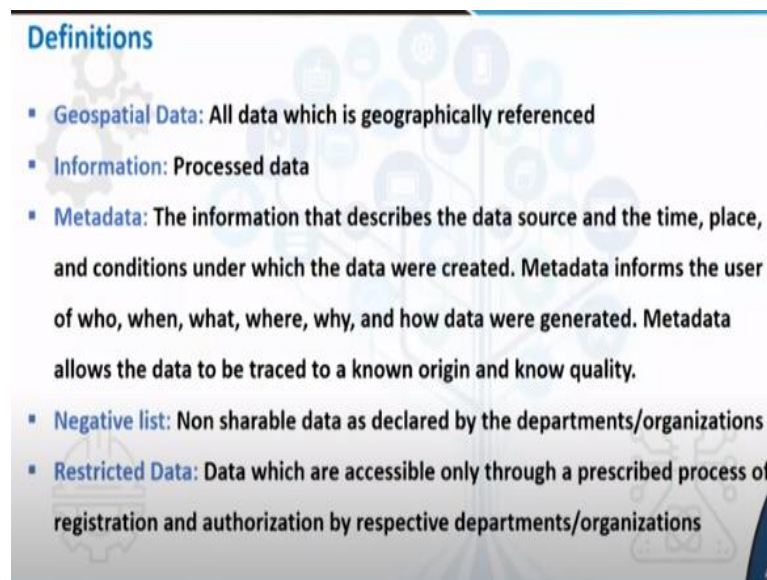 Definitions
▪ Geospatial Data: All data which is geographically referenced
▪ Information: Processed data
▪ Metadata: The information that describes the data source and the time, place,
and conditions under which the data were created. Metadata informs the user
of who, when, what, where, why, and how data were generated. Metadata
allows the data to be traced to a known origin and know quality.
▪ Negative list: Non sharable data as declared by the departments/organizations
▪ Restricted Data: Data which are accessible only through a prescribed process of
registration and authorization by respective departments/organizations